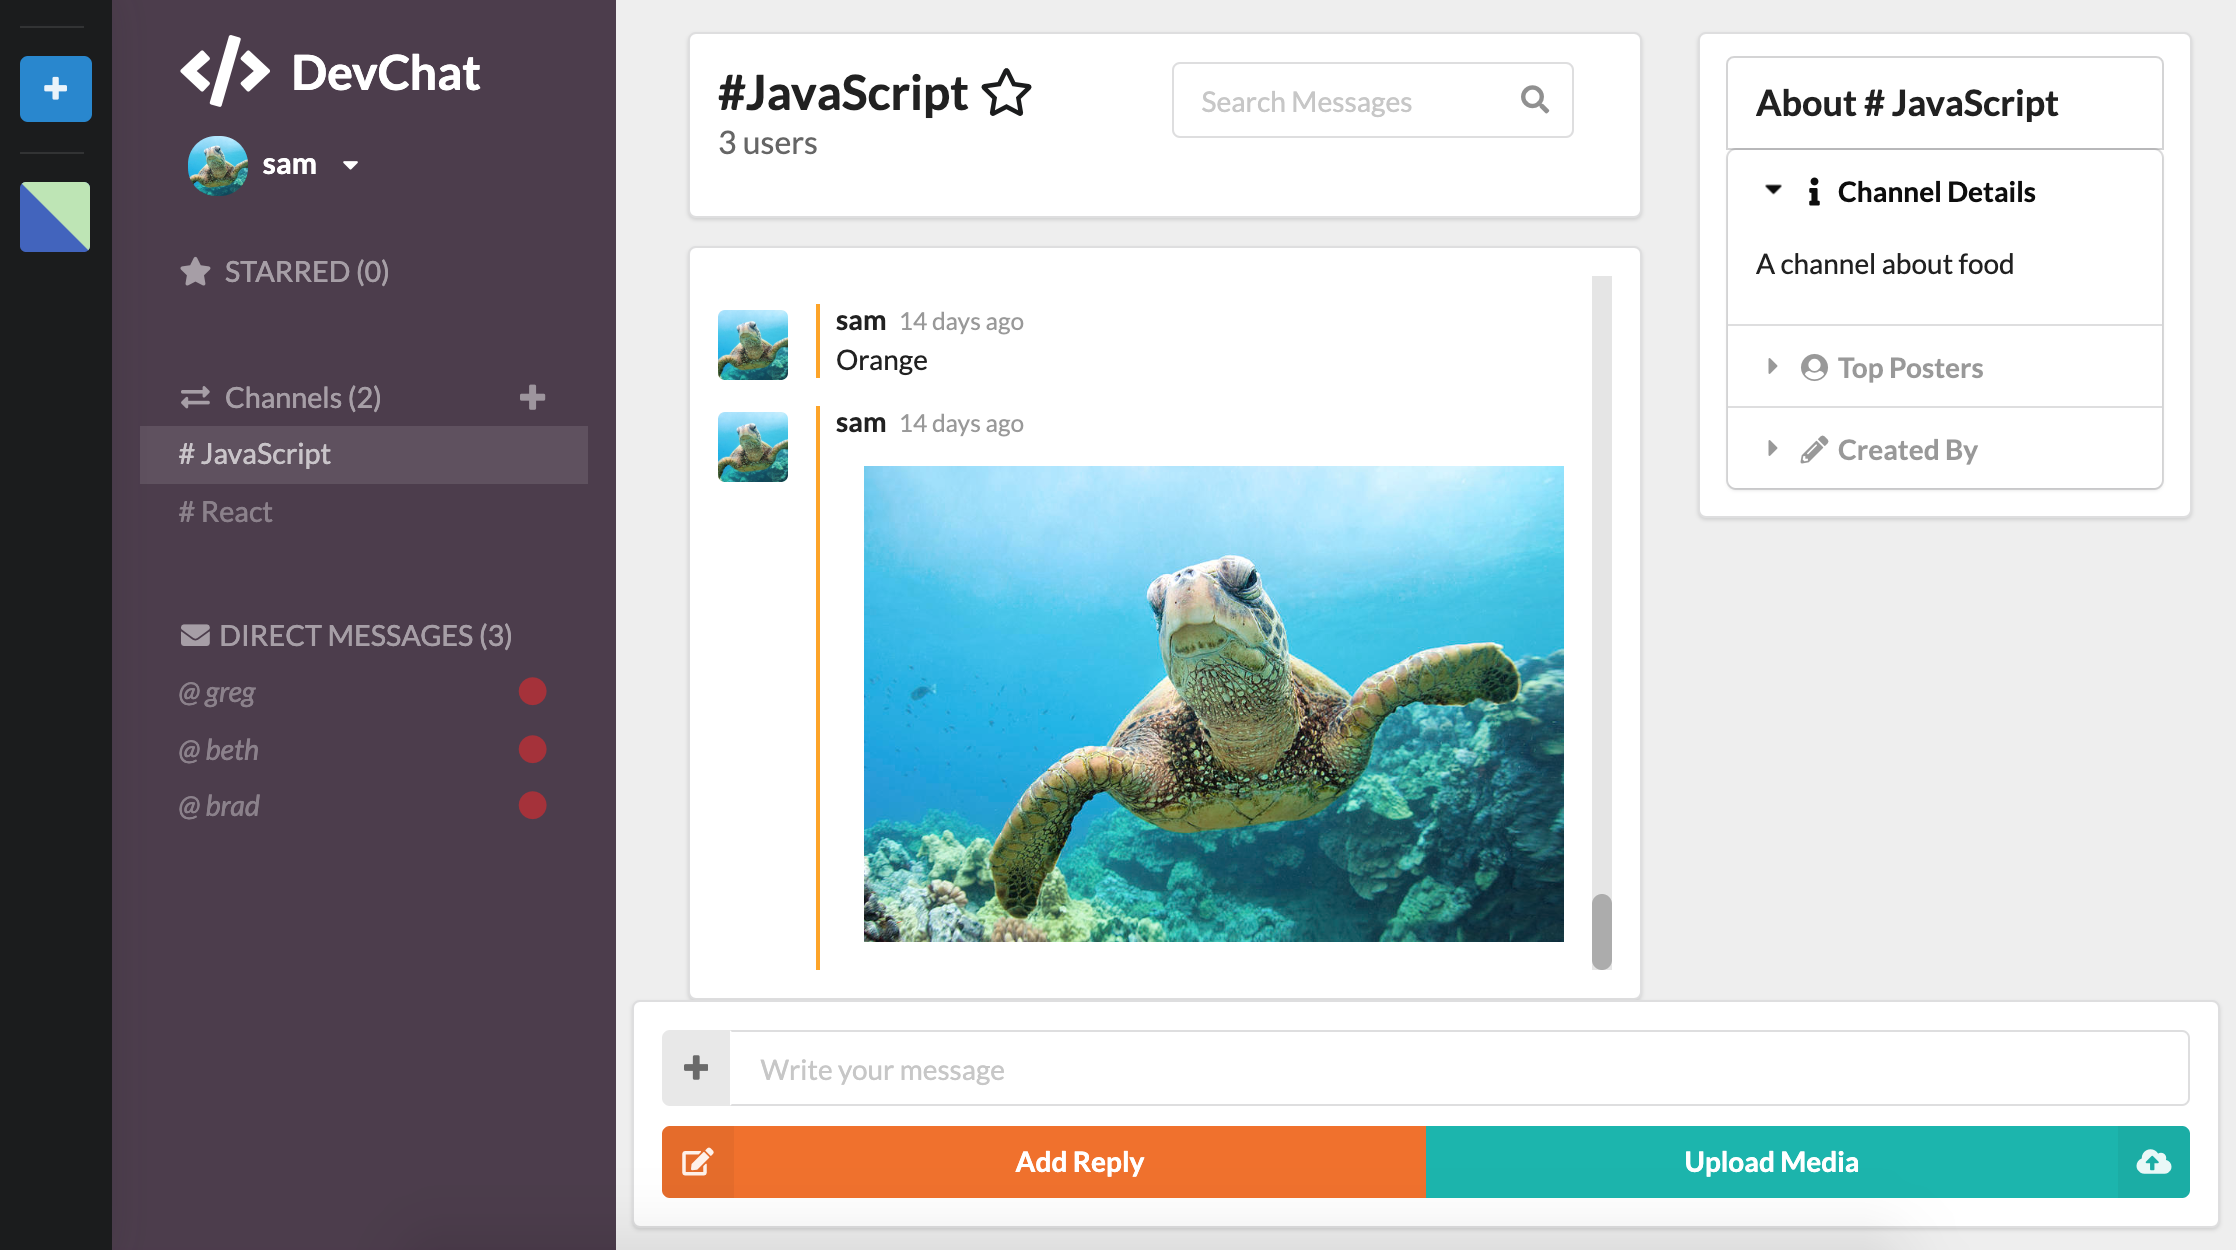 DevChat
sam
STARRED (0)
Channels (2)
# JavaScript
# React
DIRECT MESSAGES (3)
@ greg
@ beth
@ brad
#JavaScript
3 users
Search Messages
sam 14 days ago
Orange
sam 14 days ago
Write your message
Add Reply
Upload Media
About # JavaScript
Channel Details
A channel about food
Top Posters
Created By